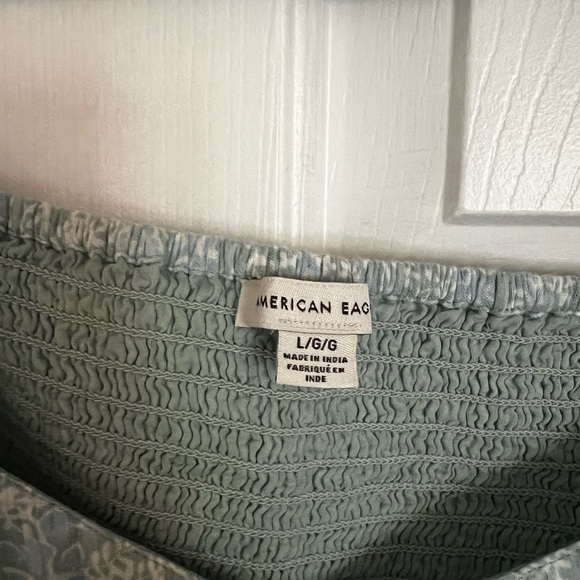 MERICAN EAG
L/G/G
MADE IN INDIA
FABRIQUÉ EN
INDE